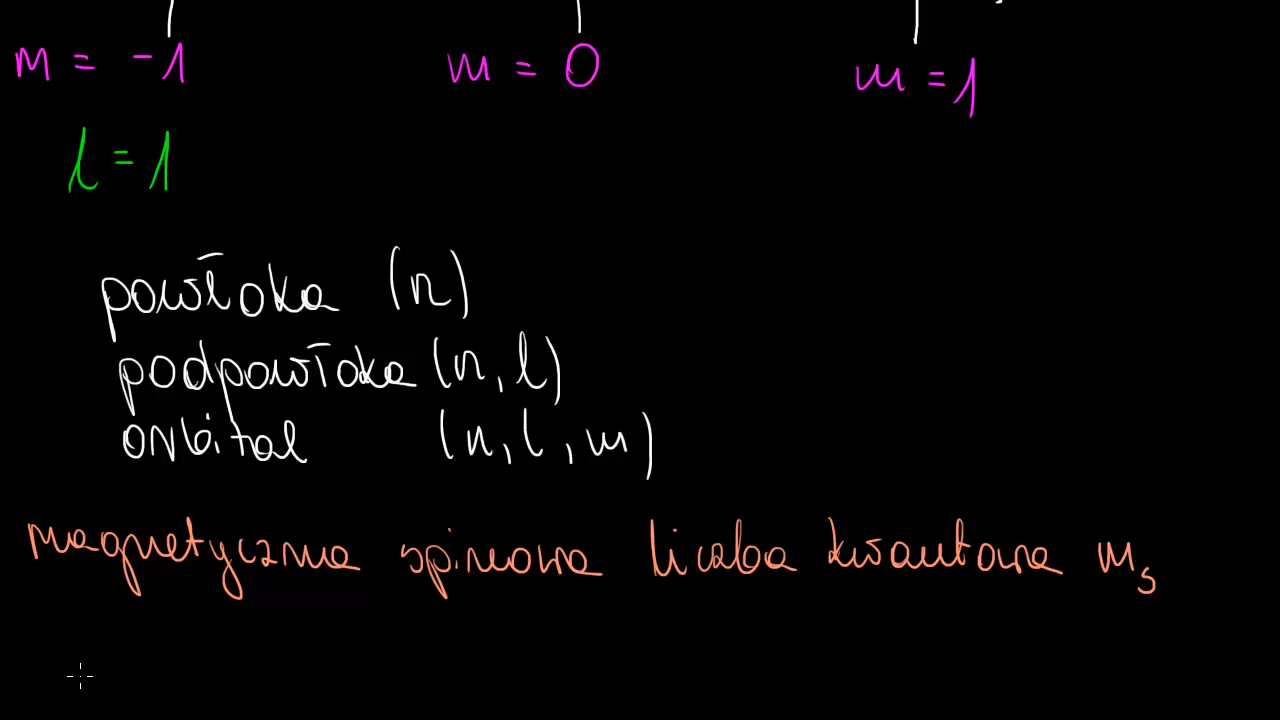 m = -1 m = 0 m = 1
l = 1
powłoka (n)
podpowłoka (n, l)
orbital (n, l, m)
magnetyczna spinowa liczba kwantowa mₛ